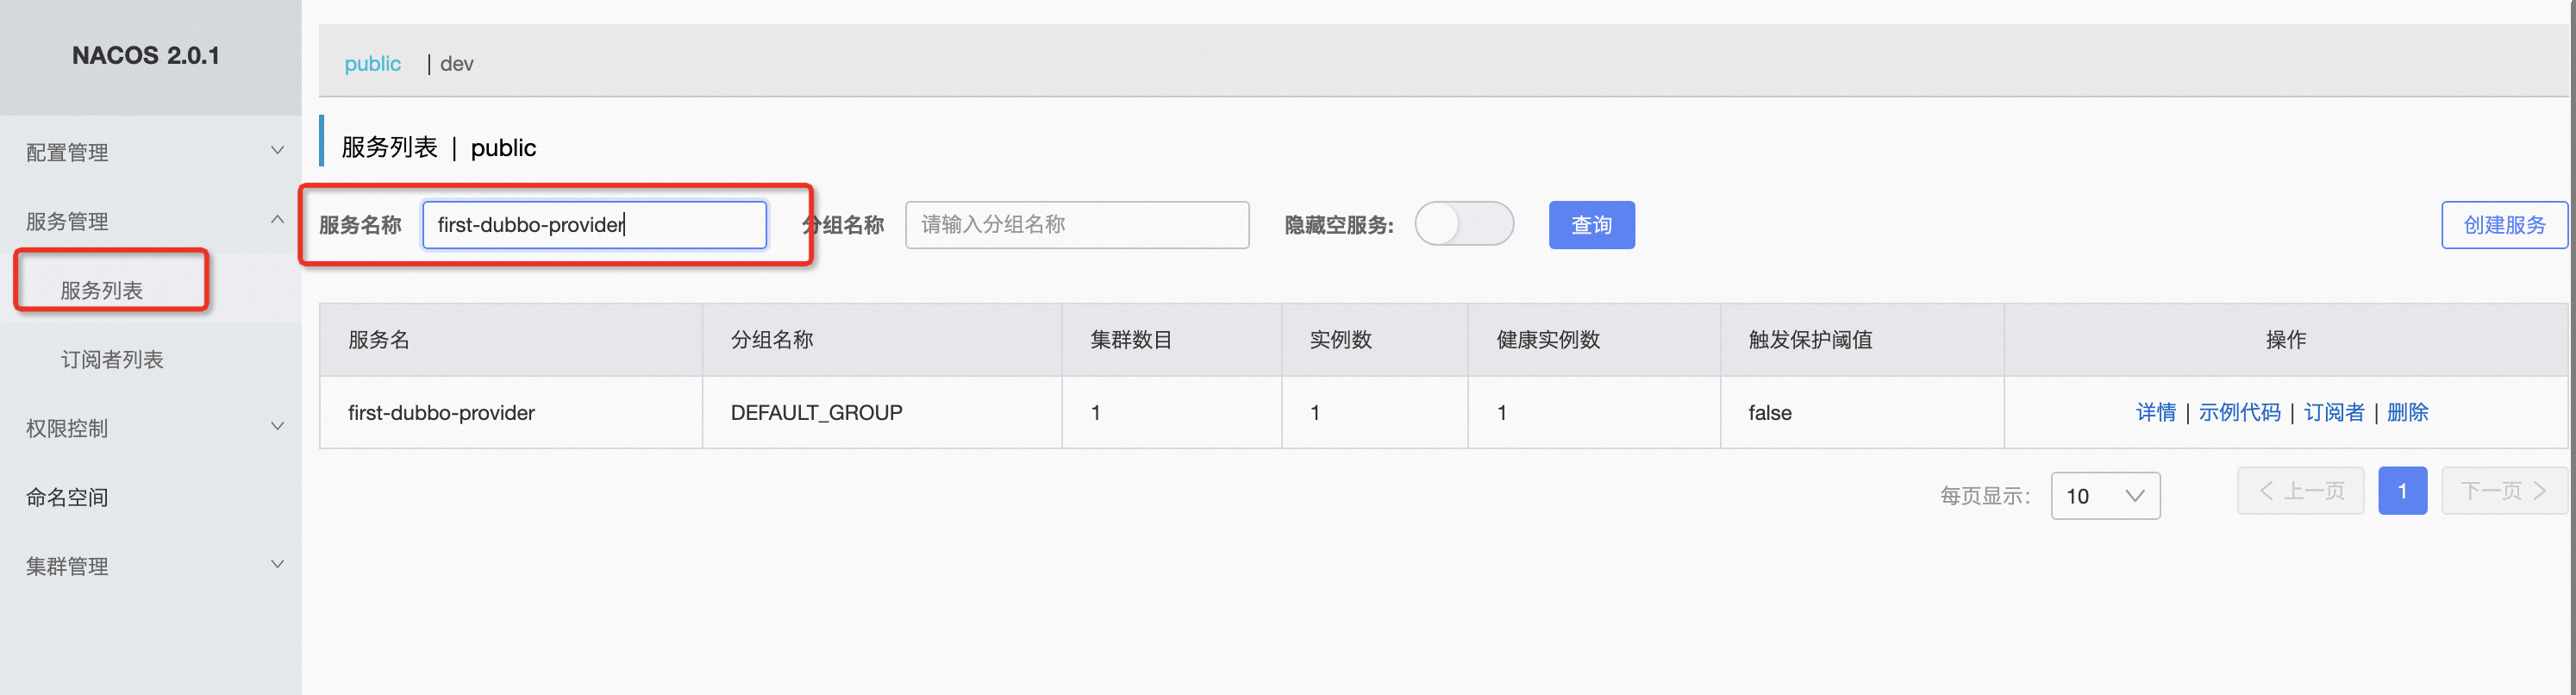 NACOS 2.0.1
配置管理
服务管理
服务列表
订阅者列表
权限控制
命名空间
集群管理
public | dev
服务列表 | public
服务名称 first-dubbo-provider 分组名称 请输入分组名称 隐藏空服务: 查询 创建服务
服务名 分组名称 集群数目 实例数 健康实例数 触发保护阈值 操作
first-dubbo-provider DEFAULT_GROUP 1 1 1 false 详情 | 示例代码 | 订阅者 | 删除
每页显示: 10 上一页 1 下一页